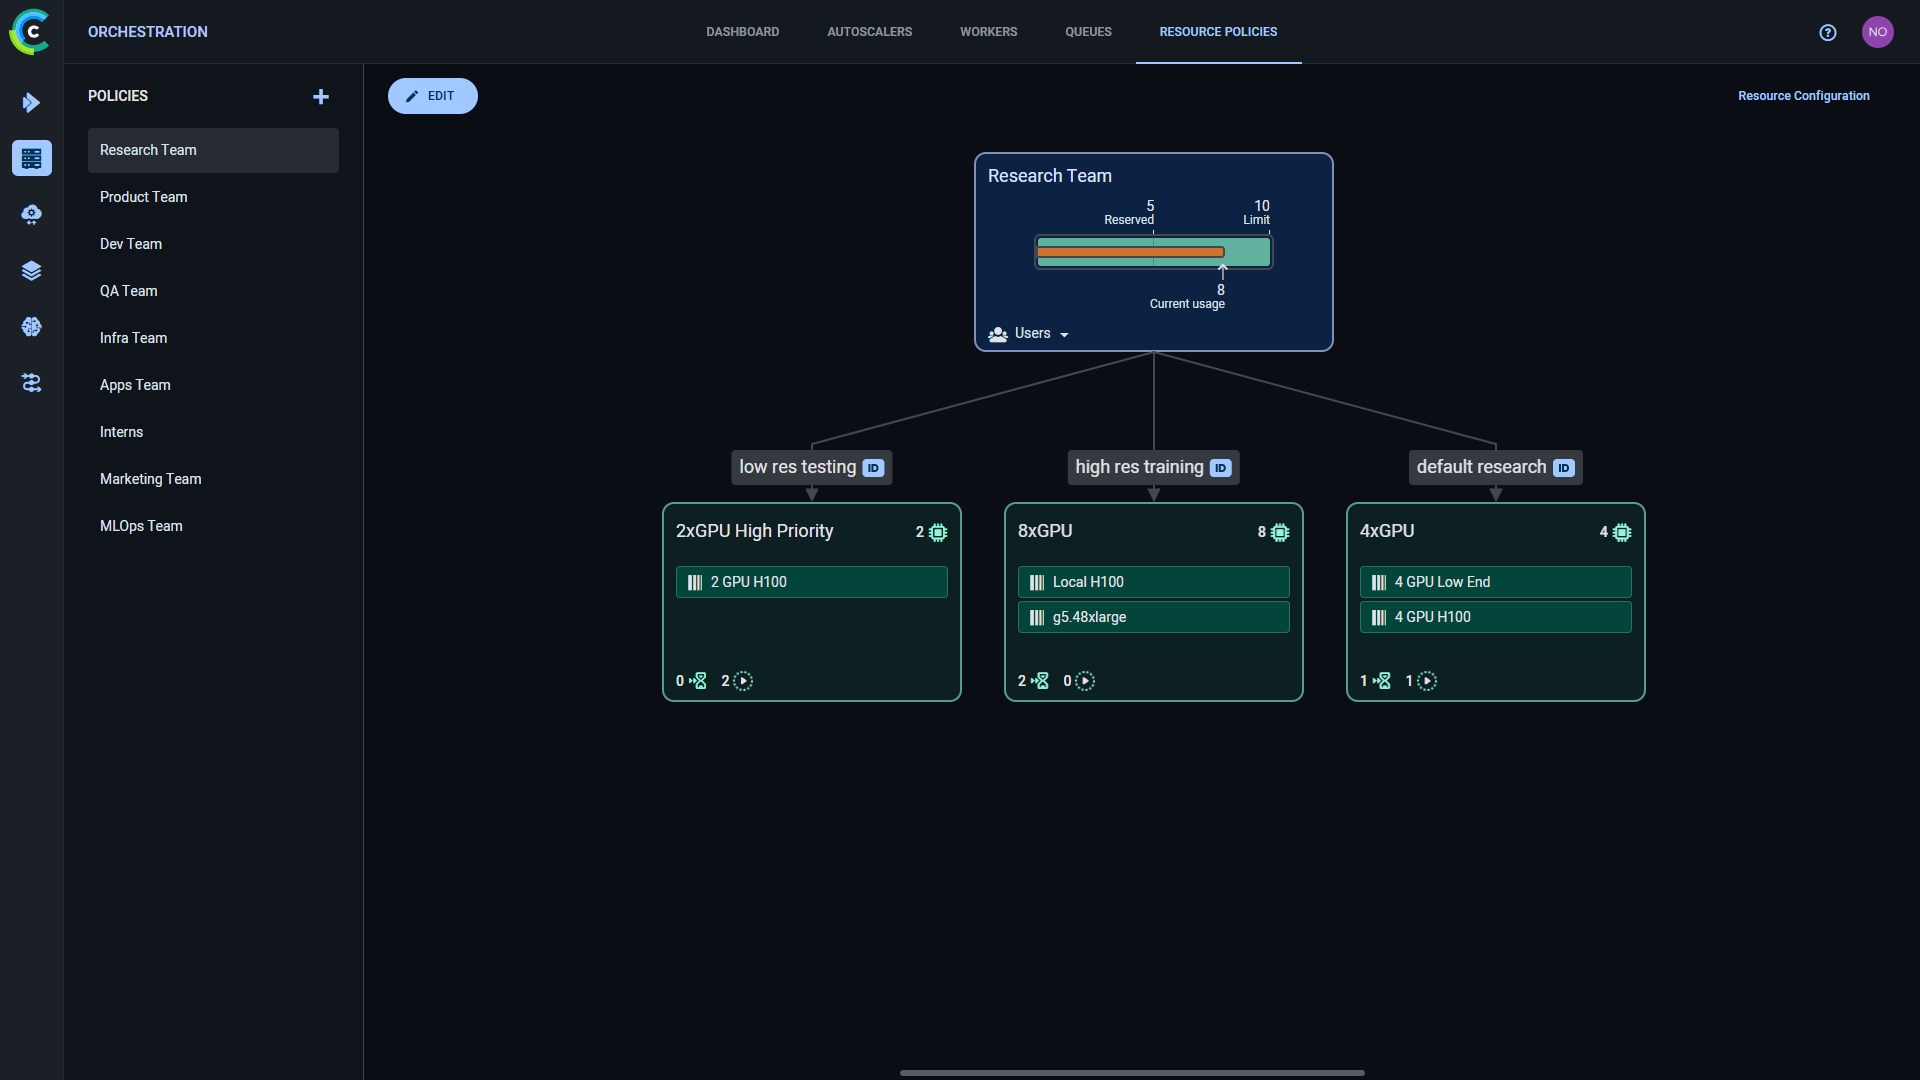 ORCHESTRATION
DASHBOARD
AUTOSCALERS
WORKERS
QUEUES
RESOURCE POLICIES
?
NO
POLICIES
EDIT
Resource Configuration
Research Team
Product Team
Dev Team
QA Team
Infra Team
Apps Team
Interns
Marketing Team
MLOps Team
Research Team
5
Reserved
10
Limit
8
Current usage
Users
low res testing ID
high res training ID
default research ID
2xGPU High Priority 2
2 GPU H100
0 2
8xGPU 8
Local H100
g5.48xlarge
2 0
4xGPU 4
4 GPU Low End
4 GPU H100
1 1